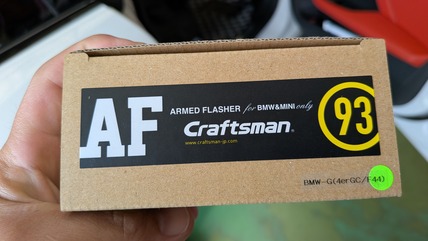 AF
ARMED FLASHER for BMW&MINI only
Craftsman®
www.craftsman-jp.com
93
BMW-G(4erGC/F44)